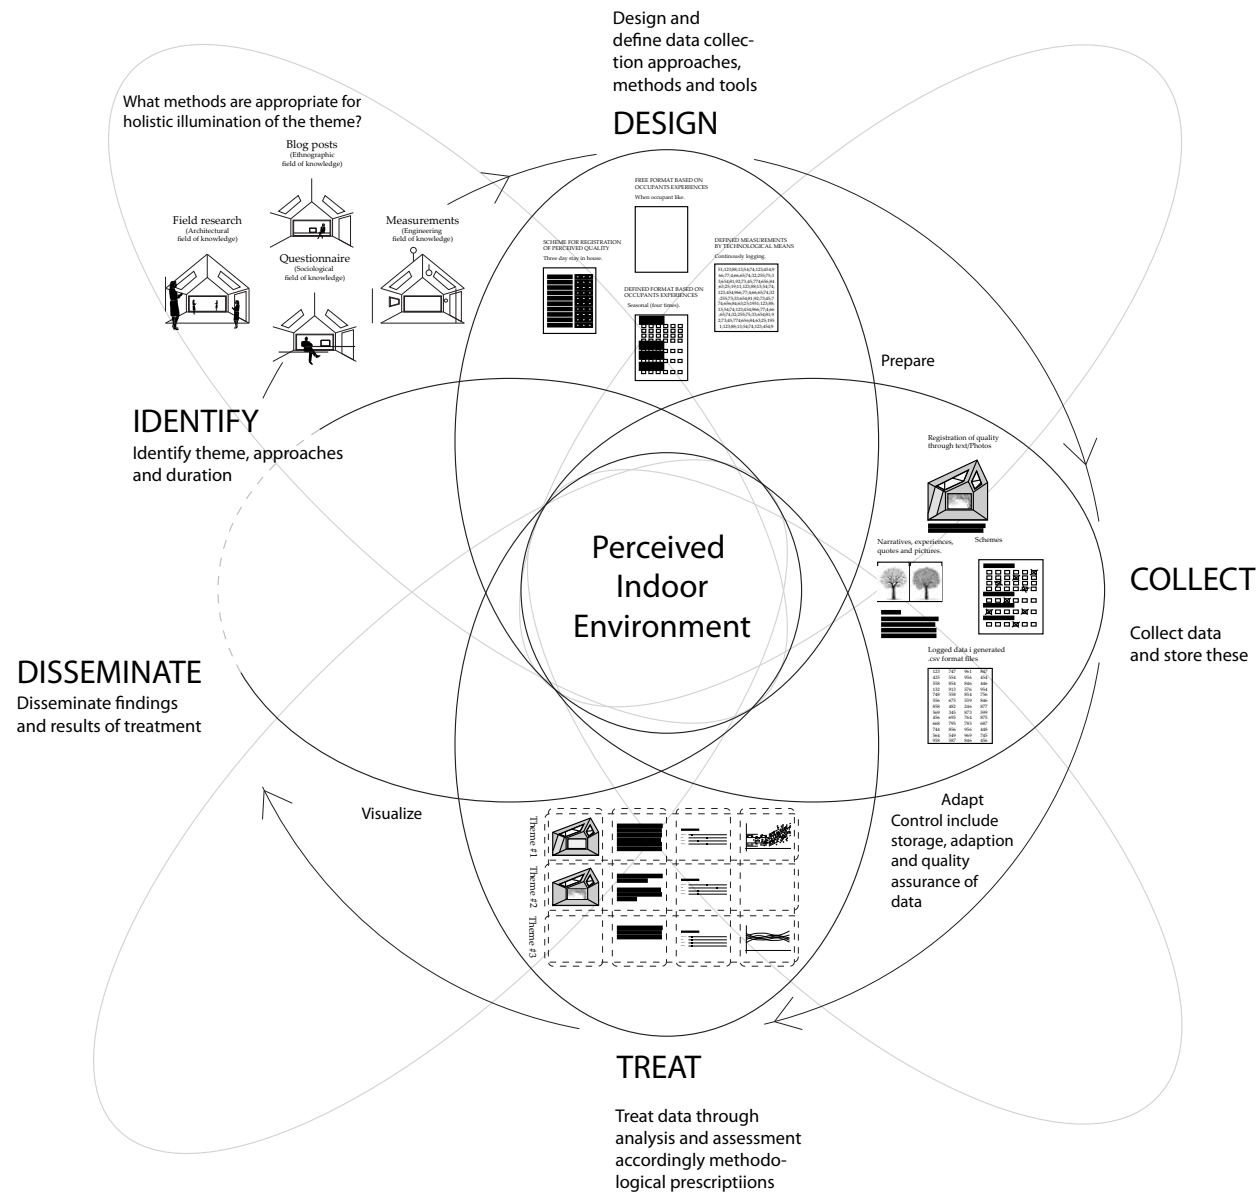 Design and
define data collec-
tion approaches,
methods and tools
DESIGN
What methods are appropriate for
holistic illumination of the theme?
Blog posts
(Ethnographic
field of knowledge)
Field research
(Architectural
field of knowledge)
Measurements
(Engineering
field of knowledge)
Questionnaire
(Sociological
field of knowledge)
IDENTIFY
Identify theme, approaches
and duration
FREE FORMAT BASED ON
OCCUPANTS EXPERIENCES
When occupant like.
SCHEME FOR REGISTRATION
OF PERCEIVED QUALITY
Three day stay in house.
DEFINED MEASUREMENTS
BY TECHNOLOGICAL MEANS
Continously logging.
DEFINED FORMAT BASED ON
OCCUPANTS EXPERIENCES
Seasonal (four times).
Prepare
Registration of quality
through text/Photos
Narratives, experiences,
quotes and pictures.
Schemes
Logged data i generated
.csv format files
COLLECT
Collect data
and store these
Perceived
Indoor
Environment
DISSEMINATE
Disseminate findings
and results of treatment
Visualize
Adapt
Control include
storage, adaption
and quality
assurance of
data
Theme #1
Theme #2
Theme #3
TREAT
Treat data through
analysis and assessment
accordingly methodo-
logical prescriptiions